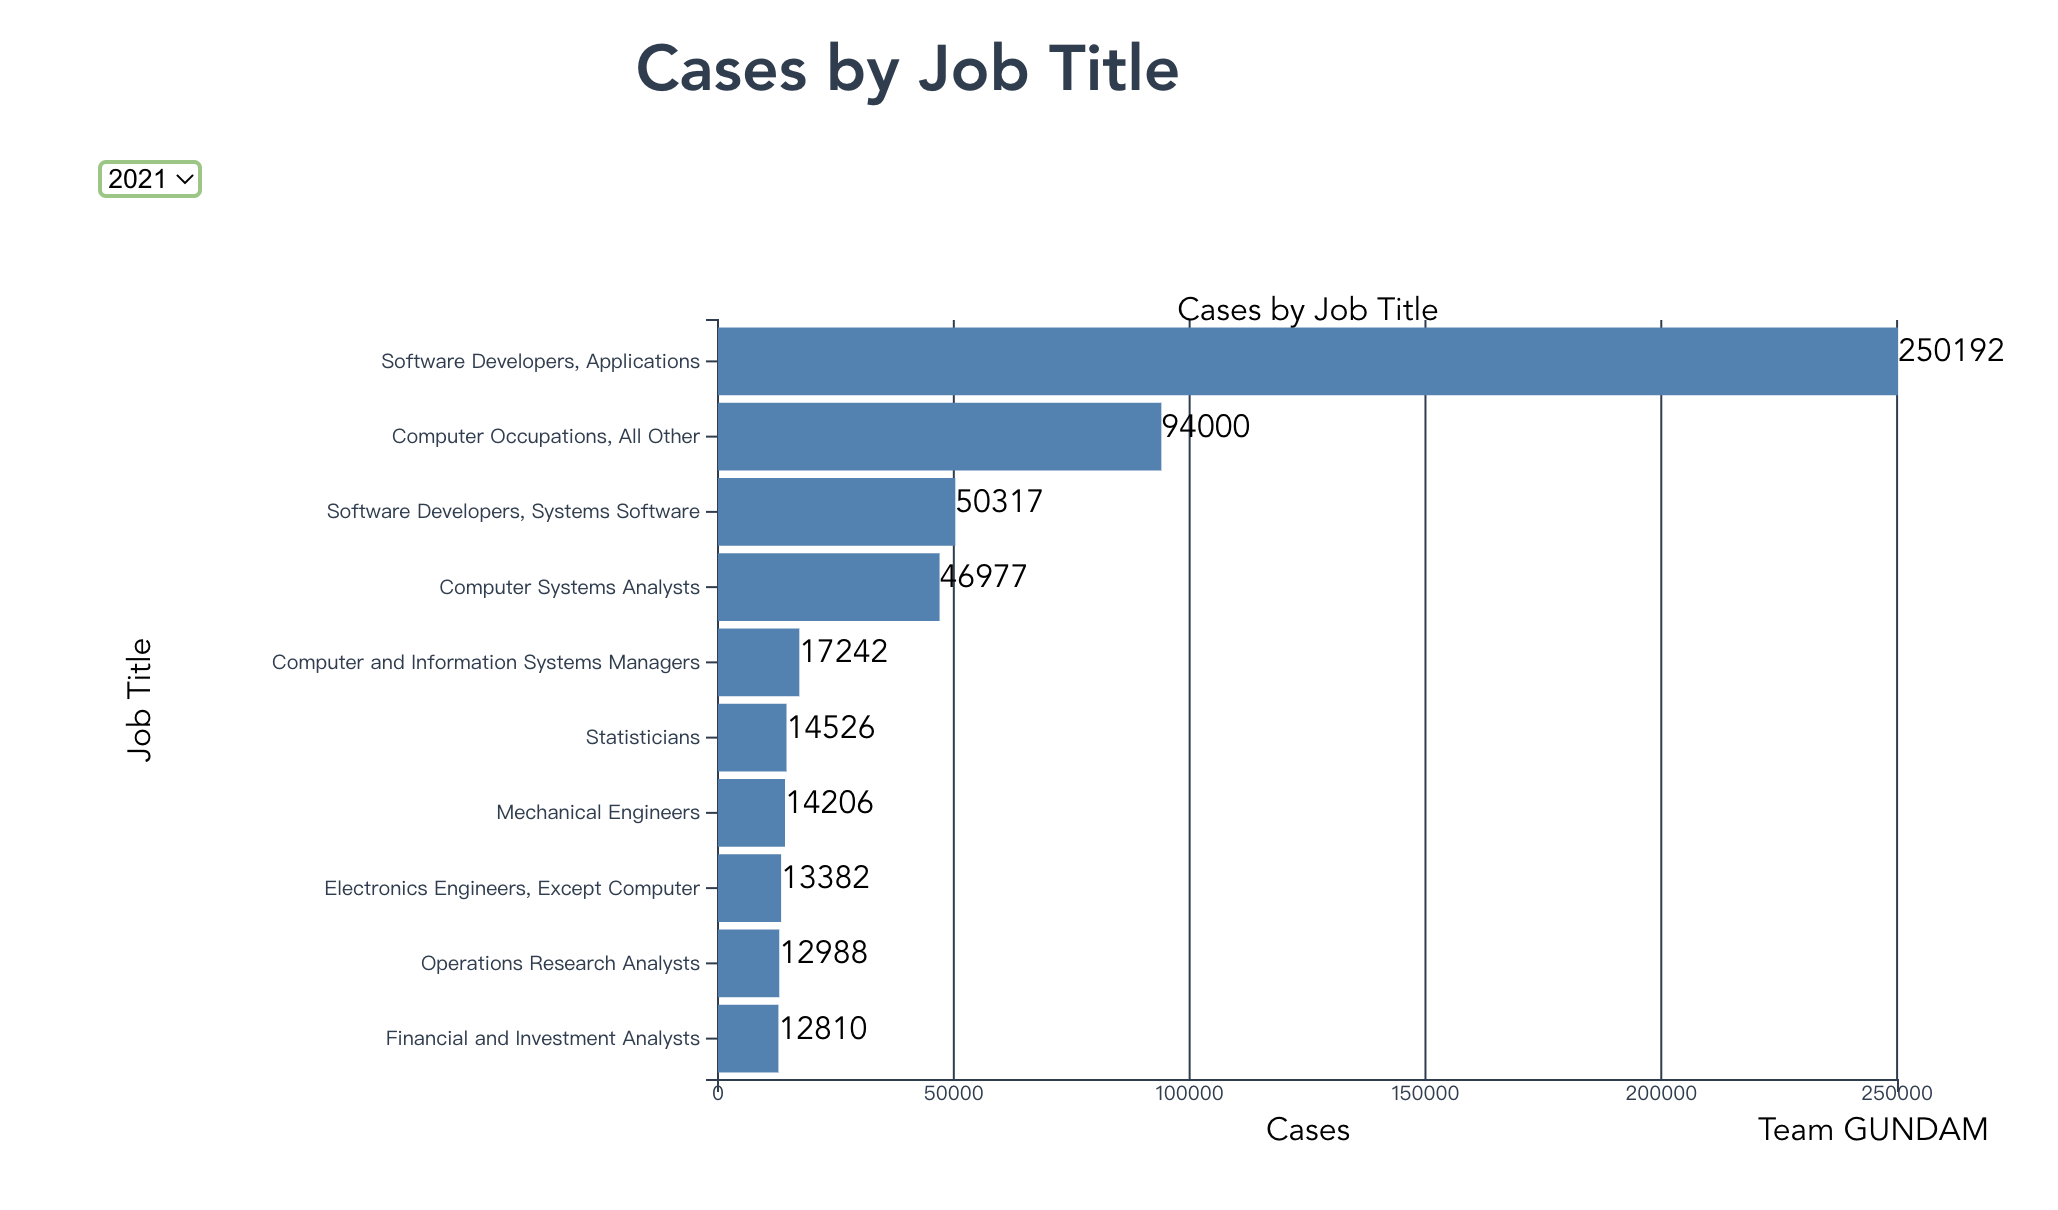 Cases by Job Title
2021
Cases by Job Title
Software Developers, Applications 250192
Computer Occupations, All Other 94000
Software Developers, Systems Software 50317
Computer Systems Analysts 46977
Computer and Information Systems Managers 17242
Statisticians 14526
Mechanical Engineers 14206
Electronics Engineers, Except Computer 13382
Operations Research Analysts 12988
Financial and Investment Analysts 12810
Job Title
0 50000 100000 150000 200000 250000
Cases
Team GUNDAM